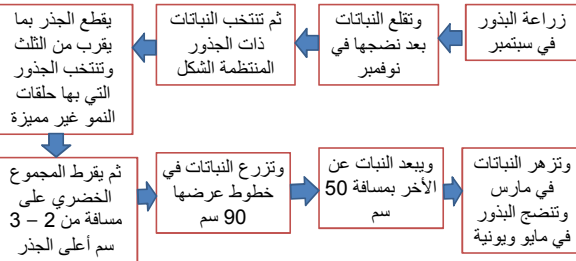 زراعة البذور
في سبتمبر
وتقلع النباتات
بعد نضجها في
نوفمبر
ثم تنتخب النباتات
ذات الجذور
المنتظمة الشكل
يقطع الجذر بما
يقرب من الثلث
وتنتخب الجذور
التي بها حلقات
النمو غير مميزة
ثم يقرط المجموع
الخضري على
مسافة من 2 – 3
سم أعلى الجذر
وتزرع النباتات في
خطوط عرضها
90 سم
ويبعد النبات عن
الأخر بمسافة 50
سم
وتزهر النباتات
في مارس
وتنضج البذور
في مايو ويونية